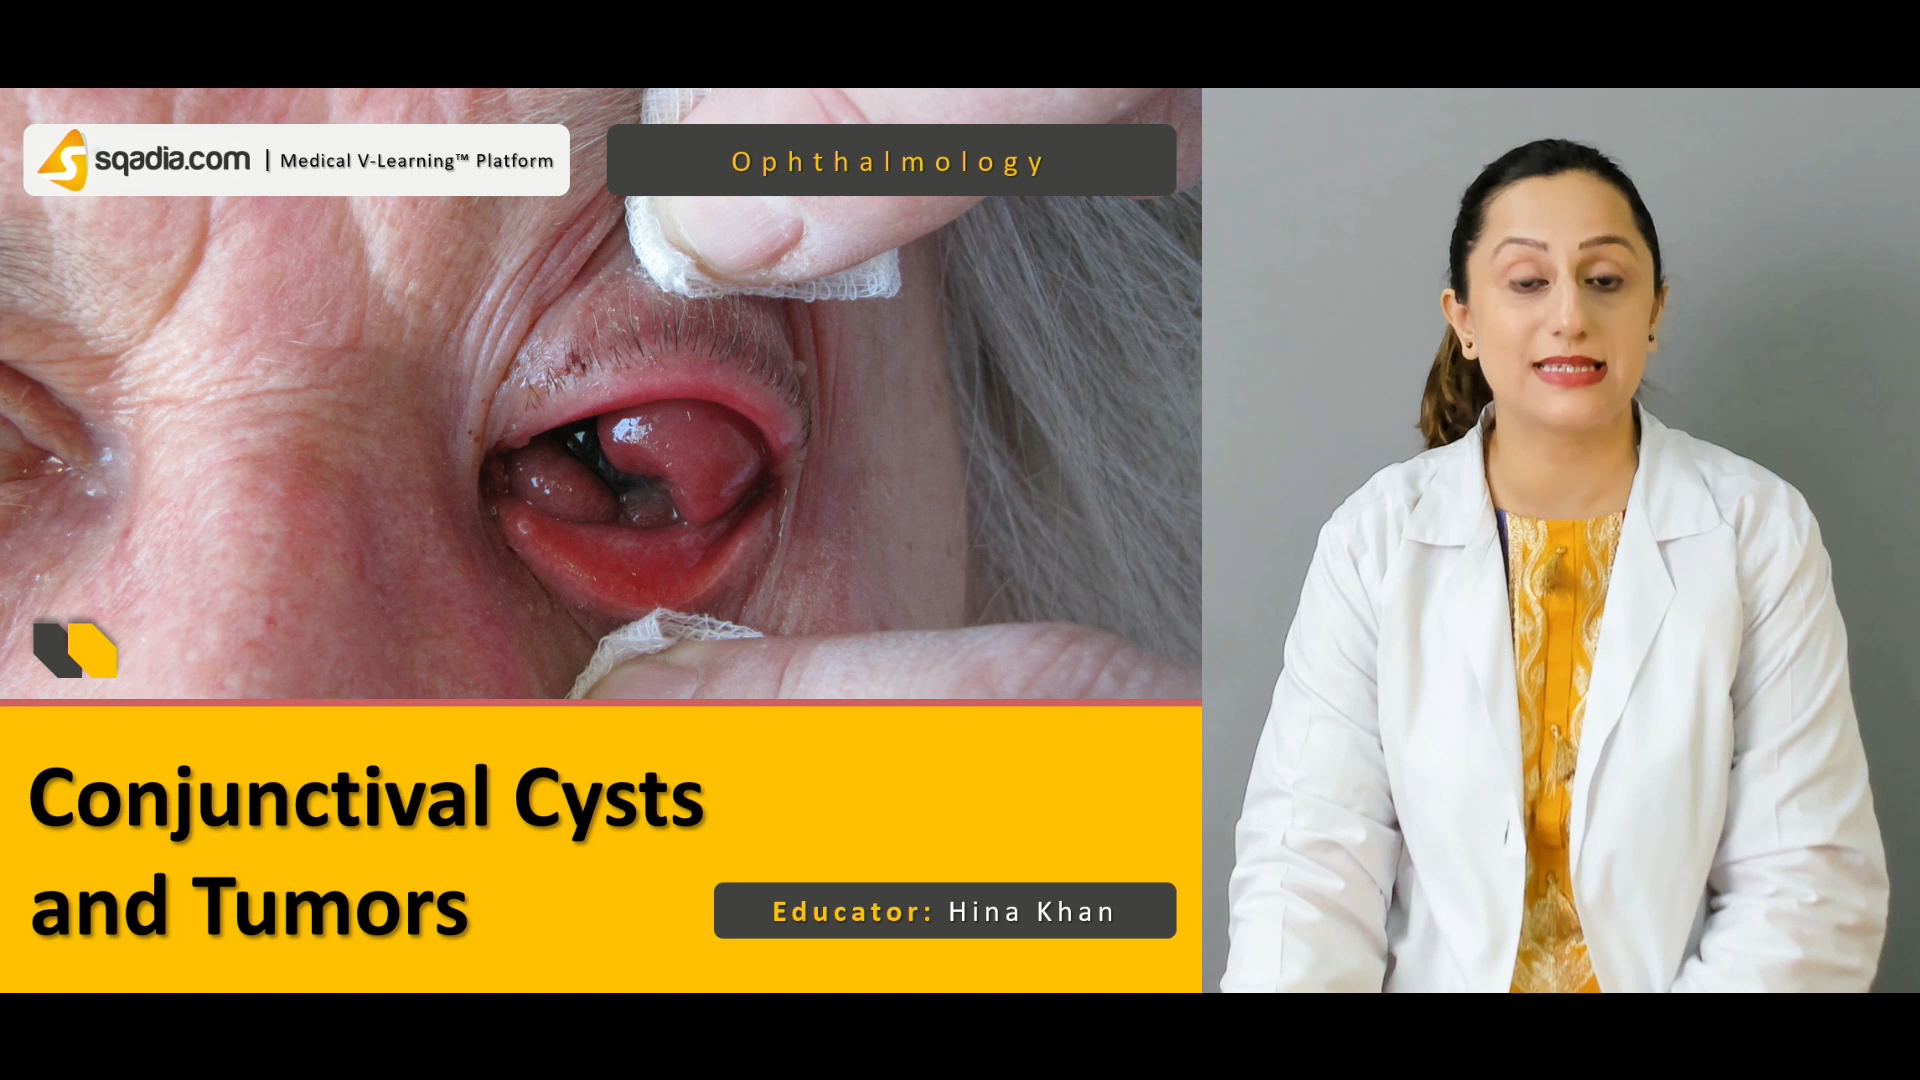 sqadia.com | Medical V-Learning™ Platform
Ophthalmology
Conjunctival Cysts
and Tumors
Educator: Hina Khan